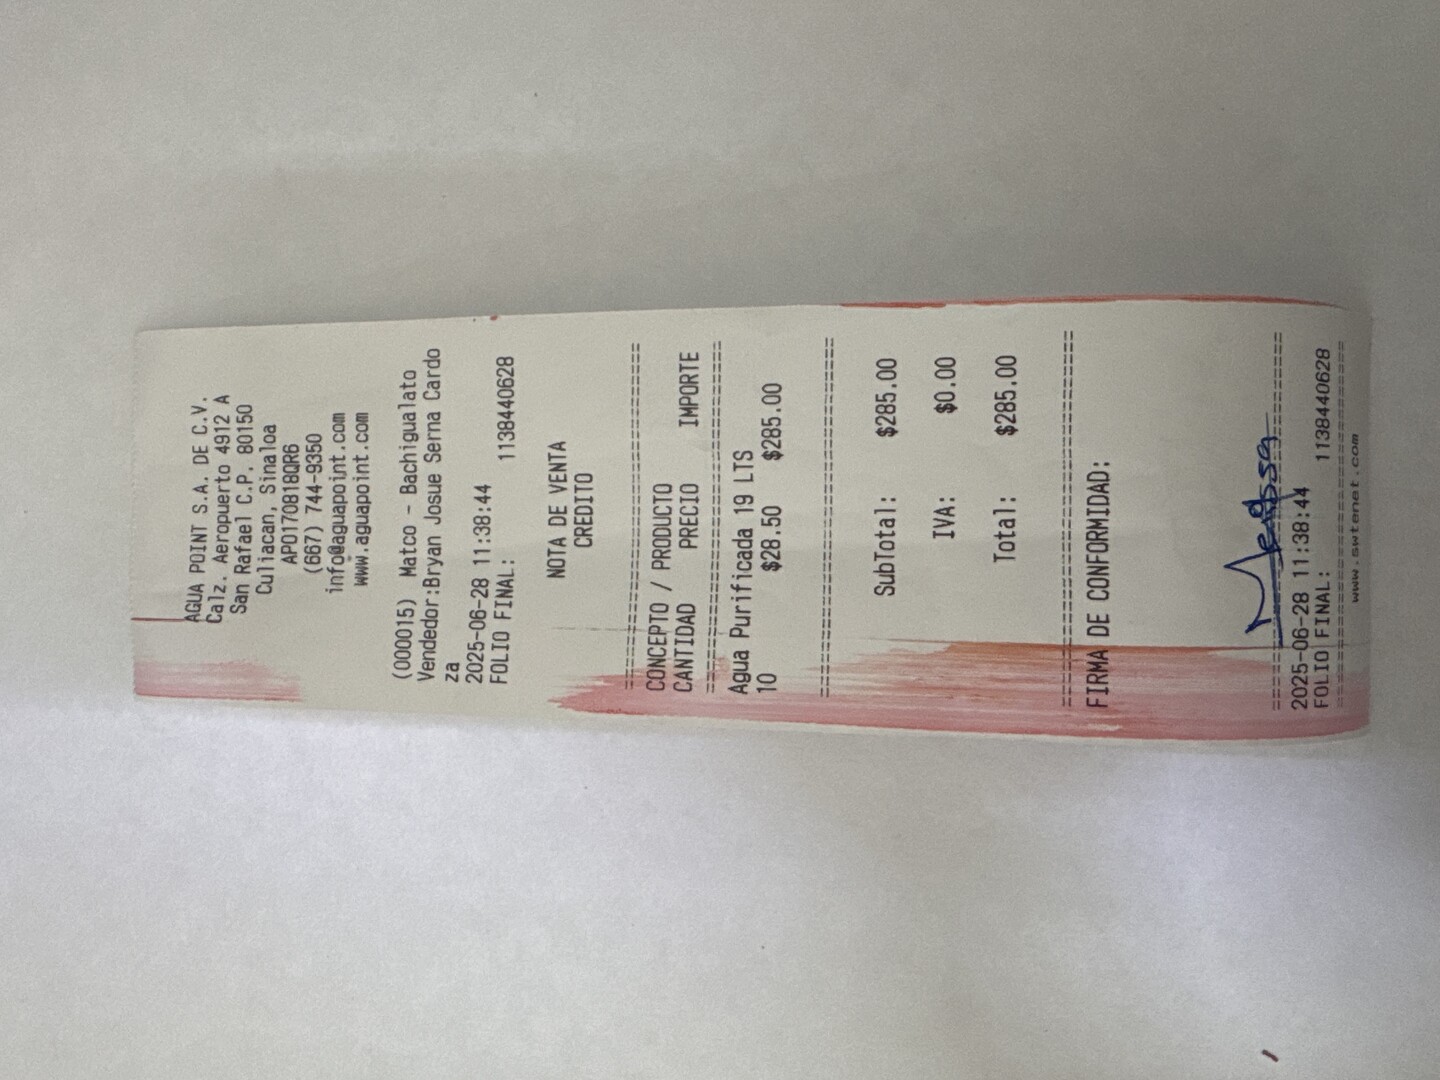 AGUA POINT S.A. DE C.V.
Calz. Aeropuerto 4912 A
San Rafael C.P. 80150
Culiacan, Sinaloa
APO170818QR6
(667) 744-9350
info@aguapoint.com
www.aguapoint.com
(000015) Matco - Bachigualato
Vendedor:Bryan Josue Serna Cardo
za
2025-06-28 11:38:44
FOLIO FINAL: 1138440628
NOTA DE VENTA
CREDITO
================================
CONCEPTO / PRODUCTO
CANTIDAD PRECIO IMPORTE
================================
Agua Purificada 19 LTS
10 $28.50 $285.00
================================
SubTotal: $285.00
IVA: $0.00
Total: $285.00
================================
FIRMA DE CONFORMIDAD:
================================
2025-06-28 11:38:44
FOLIO FINAL: 1138440628
================================
www.swtenet.com